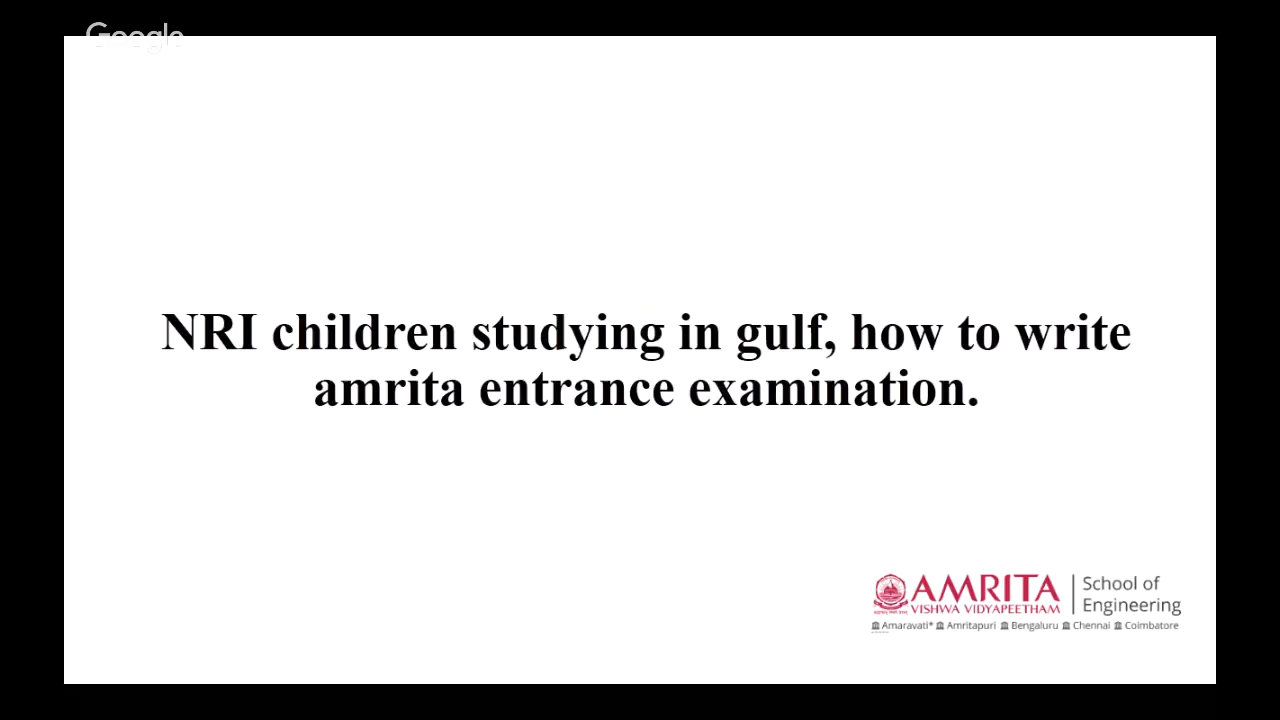 Google
NRI children studying in gulf, how to write
amrita entrance examination.
AMRITA
VISHWA VIDYAPEETHAM
School of
Engineering
Amaravati* Amritapuri Bengaluru Chennai Coimbatore